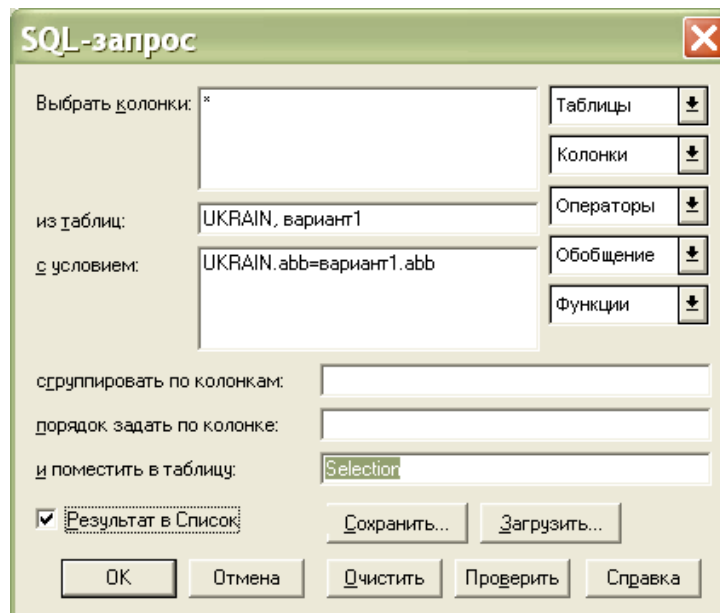 SQL-запрос
Выбрать колонки: * Таблицы
Колонки
Операторы
из таблиц: UKRAIN, вариант1
с условием: UKRAIN.abb=вариант1.abb Обобщение
Функции
сгруппировать по колонкам:
порядок задать по колонке:
и поместить в таблицу: Selection
Результат в Список Сохранить... Загрузить...
OK Отмена Очистить Проверить Справка